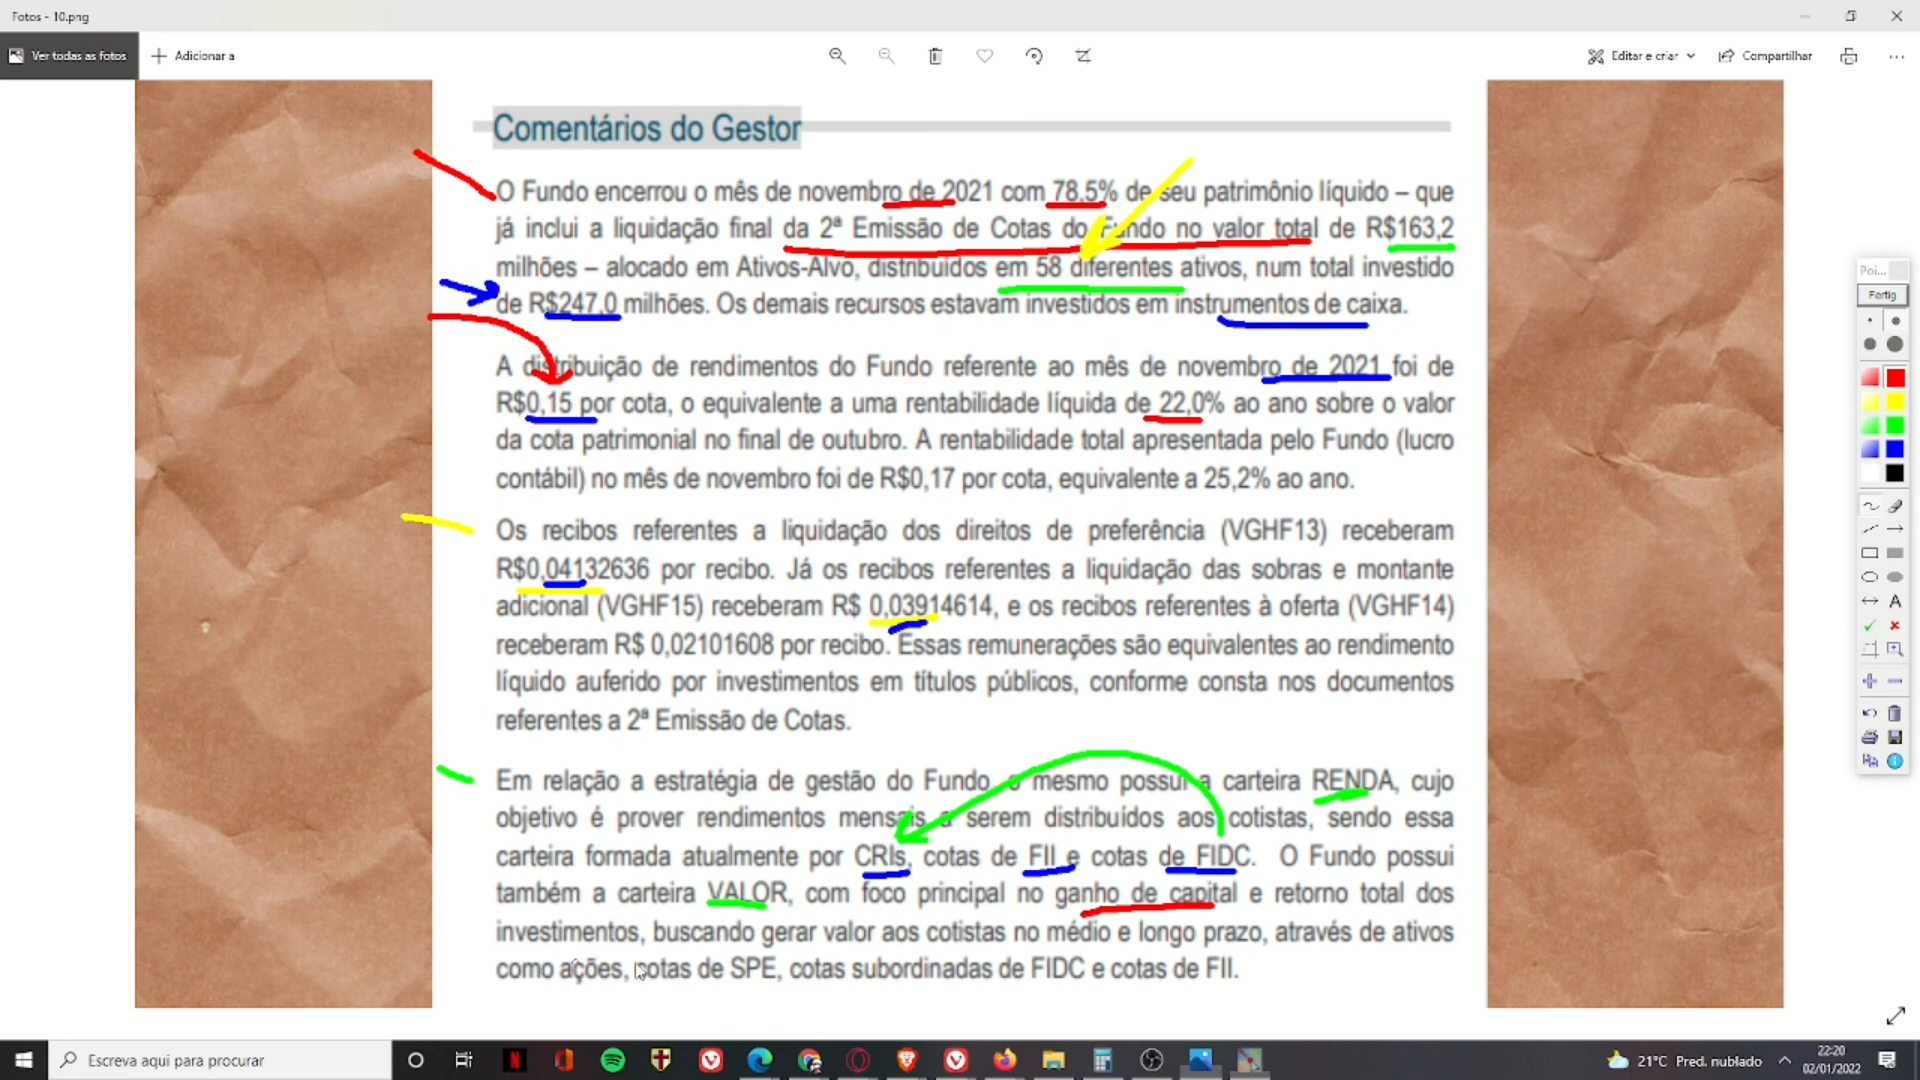 Fotos - 10.png
Ver todas as fotos
Adicionar a
Editar e criar
Compartilhar
Comentários do Gestor
O Fundo encerrou o mês de novembro de 2021 com 78.5% de seu patrimônio líquido – que
já inclui a liquidação final da 2ª Emissão de Cotas do Fundo no valor total de R$163,2
milhões – alocado em Ativos-Alvo, distribuídos em 58 diferentes ativos, num total investido
de R$247,0 milhões. Os demais recursos estavam investidos em instrumentos de caixa.
A distribuição de rendimentos do Fundo referente ao mês de novembro de 2021 foi de
R$0,15 por cota, o equivalente a uma rentabilidade líquida de 22,0% ao ano sobre o valor
da cota patrimonial no final de outubro. A rentabilidade total apresentada pelo Fundo (lucro
contábil) no mês de novembro foi de R$0,17 por cota, equivalente a 25,2% ao ano.
Os recibos referentes a liquidação dos direitos de preferência (VGHF13) receberam
R$0,04132636 por recibo. Já os recibos referentes a liquidação das sobras e montante
adicional (VGHF15) receberam R$ 0,03914614, e os recibos referentes à oferta (VGHF14)
receberam R$ 0,02101608 por recibo. Essas remunerações são equivalentes ao rendimento
líquido auferido por investimentos em títulos públicos, conforme consta nos documentos
referentes a 2ª Emissão de Cotas.
Em relação a estratégia de gestão do Fundo, o mesmo possui a carteira RENDA, cujo
objetivo é prover rendimentos mensais a serem distribuídos aos cotistas, sendo essa
carteira formada atualmente por CRIs, cotas de FII e cotas de FIDC. O Fundo possui
também a carteira VALOR, com foco principal no ganho de capital e retorno total dos
investimentos, buscando gerar valor aos cotistas no médio e longo prazo, através de ativos
como ações, cotas de SPE, cotas subordinadas de FIDC e cotas de FII.
Poi...
Fertig
A
Escreva aqui para procurar
21°C Pred. nublado
22:20
02/01/2022